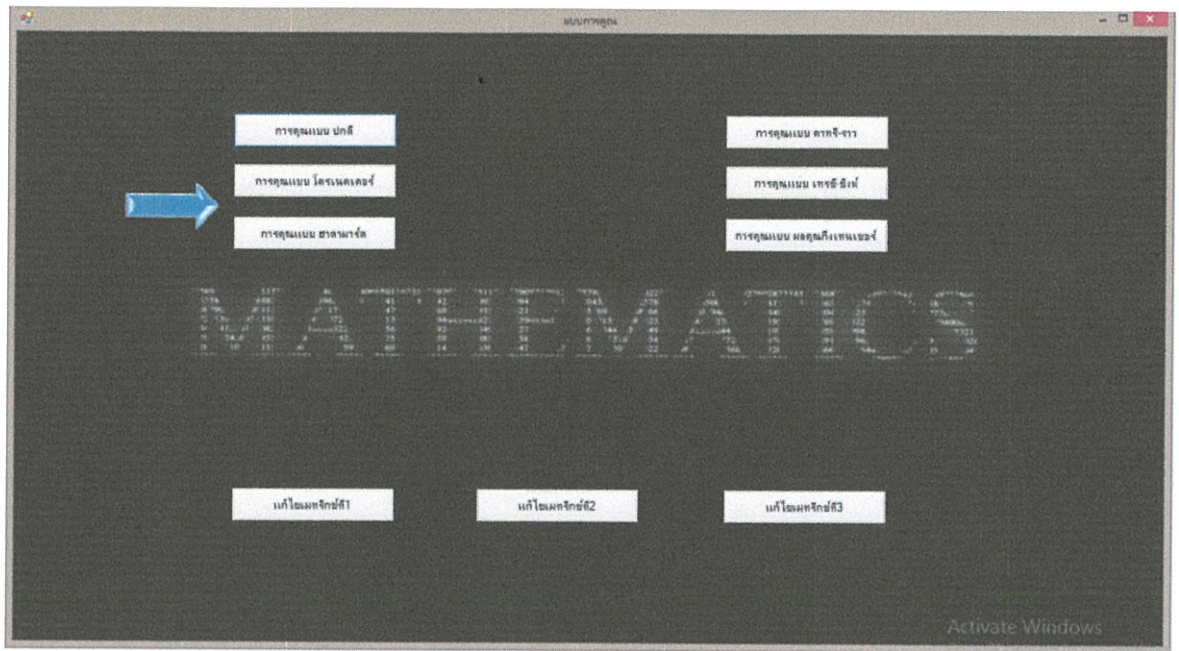 แบบการคูณ
การคูณแบบ ปกติ
การคูณแบบ คาทรี-ราว
การคูณแบบ โครเนคเคอร์
การคูณแบบ เทรซี-ซิงห์
การคูณแบบ ฮาดามาร์ด
การคูณแบบ ผลคูณกึ่งเทนเซอร์
MATHEMATICS
แก้ไขเมทริกซ์ที่1
แก้ไขเมทริกซ์ที่2
แก้ไขเมทริกซ์ที่3
Activate Windows